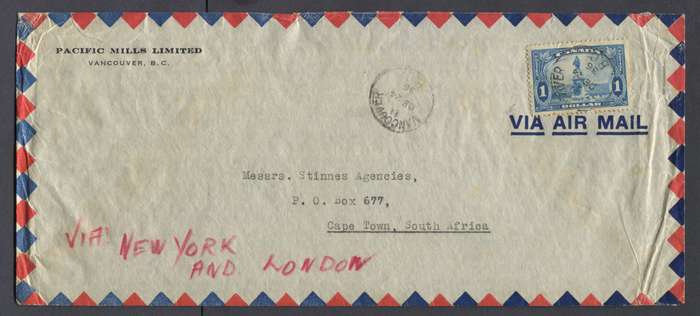 PACIFIC MILLS LIMITED
VANCOUVER, B.C.
CANADA
1 1
DOLLAR
VANCOUVER
VIA AIR MAIL
Messrs. Stinnes Agencies,
P. O. Box 677,
Cape Town, South Africa
VIA NEW YORK
AND LONDON